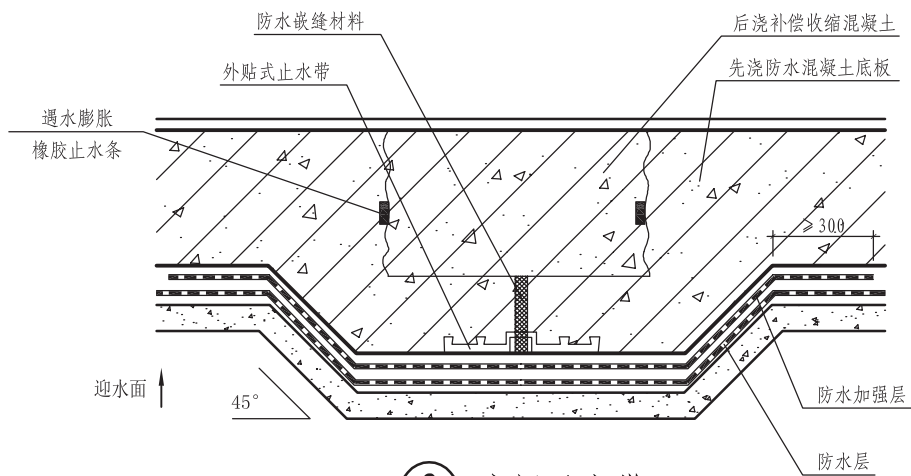 防水嵌缝材料
后浇补偿收缩混凝土
外贴式止水带
先浇防水混凝土底板
遇水膨胀
橡胶止水条
≥300
迎水面
45°
防水加强层
防水层